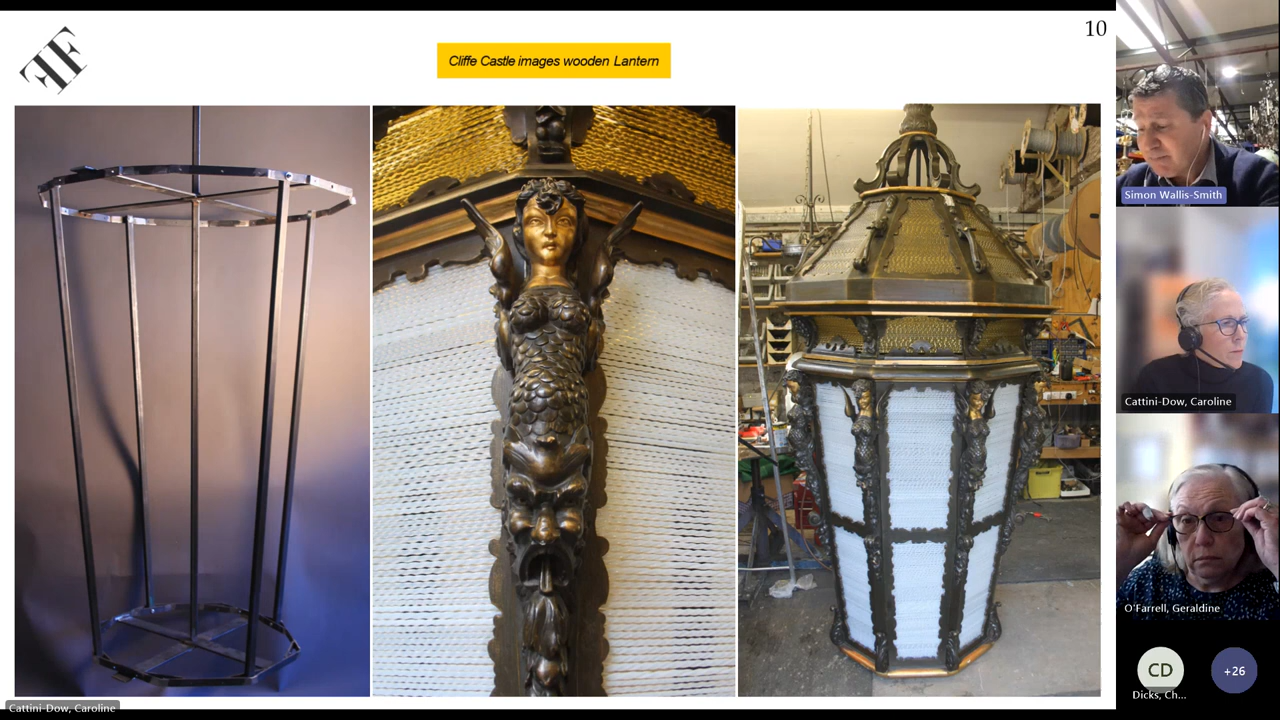 10
Cliffe Castle images wooden Lantern
Simon Wallis-Smith
Cattini-Dow, Caroline
O'Farrell, Geraldine
CD
+26
Dicks, Ch...
Cattini-Dow, Caroline